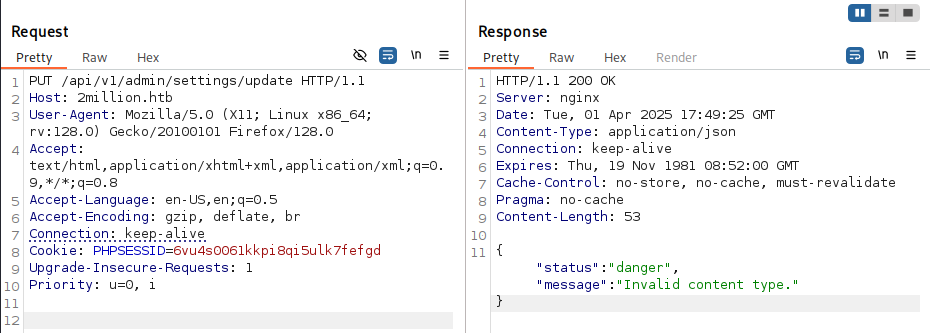 Request
Pretty Raw Hex \n
1 PUT /api/v1/admin/settings/update HTTP/1.1
2 Host: 2million.htb
3 User-Agent: Mozilla/5.0 (X11; Linux x86_64;
rv:128.0) Gecko/20100101 Firefox/128.0
4 Accept:
text/html,application/xhtml+xml,application/xml;q=0.
9,*/*;q=0.8
5 Accept-Language: en-US,en;q=0.5
6 Accept-Encoding: gzip, deflate, br
7 Connection: keep-alive
8 Cookie: PHPSESSID=6vu4s0061kkpi8qi5ulk7fefgd
9 Upgrade-Insecure-Requests: 1
10 Priority: u=0, i
11
12
Response
Pretty Raw Hex Render \n
1 HTTP/1.1 200 OK
2 Server: nginx
3 Date: Tue, 01 Apr 2025 17:49:25 GMT
4 Content-Type: application/json
5 Connection: keep-alive
6 Expires: Thu, 19 Nov 1981 08:52:00 GMT
7 Cache-Control: no-store, no-cache, must-revalidate
8 Pragma: no-cache
9 Content-Length: 53
10
11 {
"status":"danger",
"message":"Invalid content type."
}